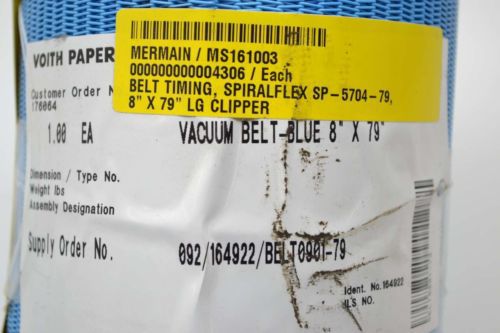 VOITH PAPER
MERMAIN / MS161003
000000000004306 / Each
BELT TIMING, SPIRALFLEX SP-5704-79,
8" X 79" LG CLIPPER
Customer Order N
176064
1.00 EA
VACUUM BELT-BLUE 8" X 79"
Dimension / Type No.
Weight lbs
Assembly Designation
Supply Order No.
092/164922/BELT0901-79
Ident. No.164922
ILS NO.